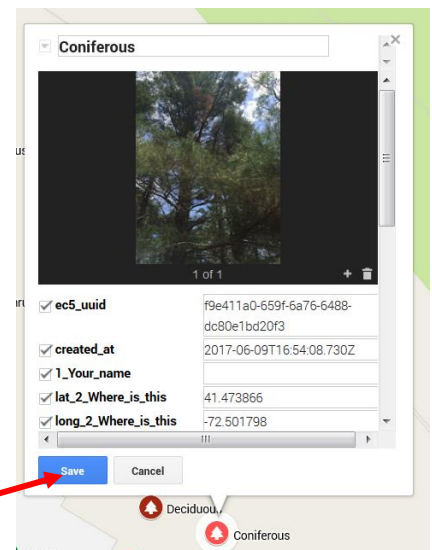 Coniferous
1 of 1
ec5_uuid f9e411a0-659f-6a76-6488-
dc80e1bd20f3
created_at 2017-06-09T16:54:08.730Z
1_Your_name
lat_2_Where_is_this 41.473866
long_2_Where_is_this -72.501798
Save Cancel
Deciduou
Coniferous